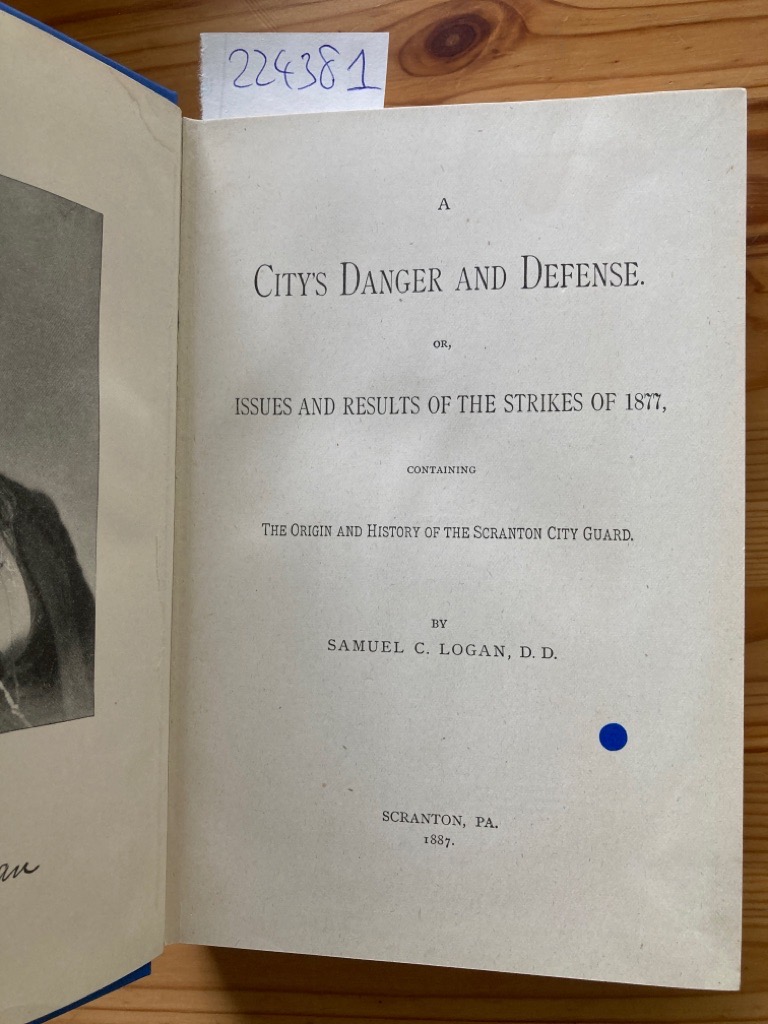 224381
A
CITY'S DANGER AND DEFENSE.
OR,
ISSUES AND RESULTS OF THE STRIKES OF 1877,
CONTAINING
THE ORIGIN AND HISTORY OF THE SCRANTON CITY GUARD.
BY
SAMUEL C. LOGAN, D. D.
SCRANTON, PA.
1887.